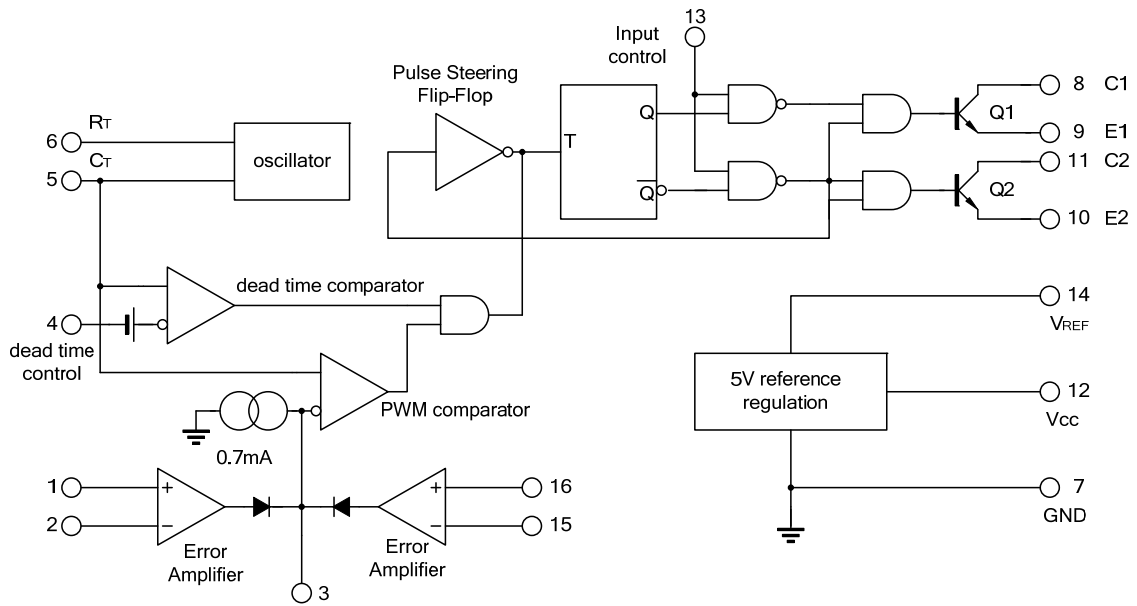 13
Input
control
Pulse Steering
Flip-Flop
8 C1
Q
Q1
6 RT
oscillator
T
9 E1
5 CT
11 C2
Q
Q2
10 E2
dead time comparator
14
VREF
4
dead time
control
5V reference
regulation
12
Vcc
PWM comparator
0.7mA
1 + + 16
7
GND
2 − − 15
Error
Amplifier
Error
Amplifier
3